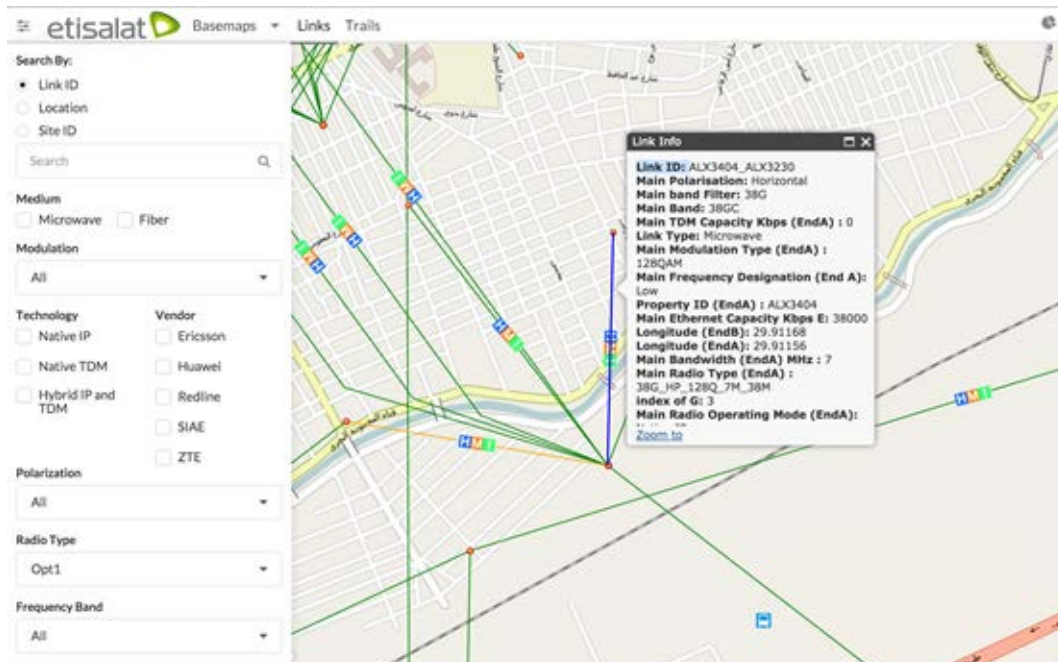 etisalat
Basemaps
Links
Trails
Search By:
Link ID
Location
Site ID
Search
Medium
Microwave
Fiber
Modulation
All
Technology
Native IP
Native TDM
Hybrid IP and
TDM
Vendor
Ericsson
Huawei
Redline
SIAE
ZTE
Polarization
All
Radio Type
Opt1
Frequency Band
All
Link Info
Link ID: ALX3404_ALX3230
Main Polarisation: Horizontal
Main band Filter: 38G
Main Band: 38GC
Main TDM Capacity Kbps (EndA) : 0
Link Type: Microwave
Main Modulation Type (EndA) :
128QAM
Main Frequency Designation (End A):
Low
Property ID (EndA) : ALX3404
Main Ethernet Capacity Kbps E: 38000
Longitude (EndB): 29.91168
Longitude (EndA): 29.91156
Main Bandwidth (EndA) MHz : 7
Main Radio Type (EndA) :
38G_HP_128Q_7M_38M
index of G: 3
Main Radio Operating Mode (EndA):
Zoom to
HMI
HMI
HMI
HMI
HMI